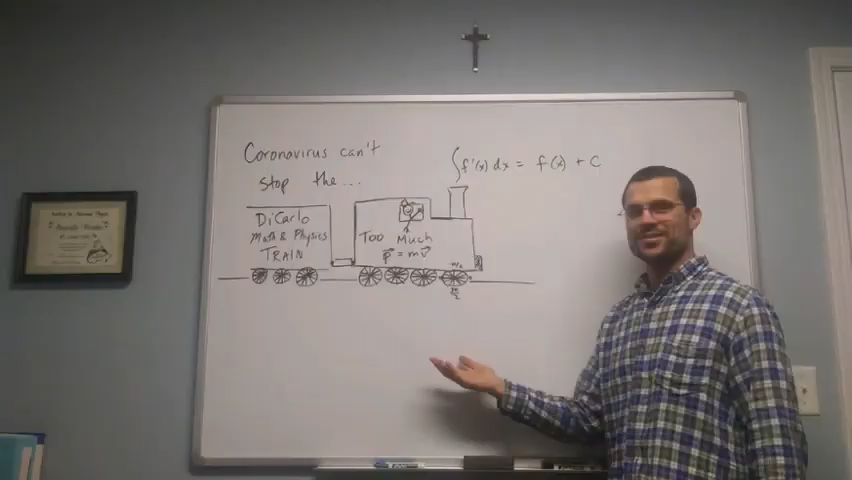 Coronavirus can't
stop the...
∫f'(x) dx = f(x) + C
DiCarlo
Math & Physics
TRAIN
Too Much
p⃗ = mv⃗